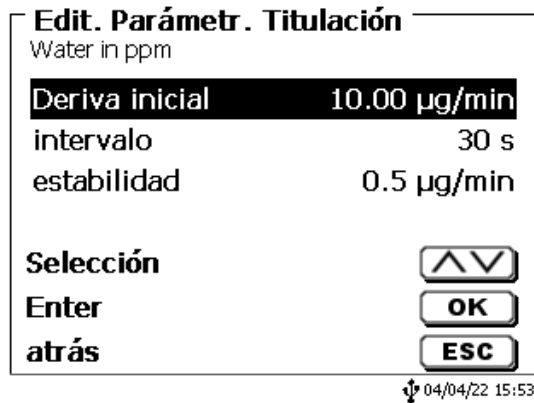 Edit. Parámetr. Titulación
Water in ppm
Deriva inicial 10.00 µg/min
intervalo 30 s
estabilidad 0.5 µg/min
Selección
Enter OK
atrás ESC
04/04/22 15:53